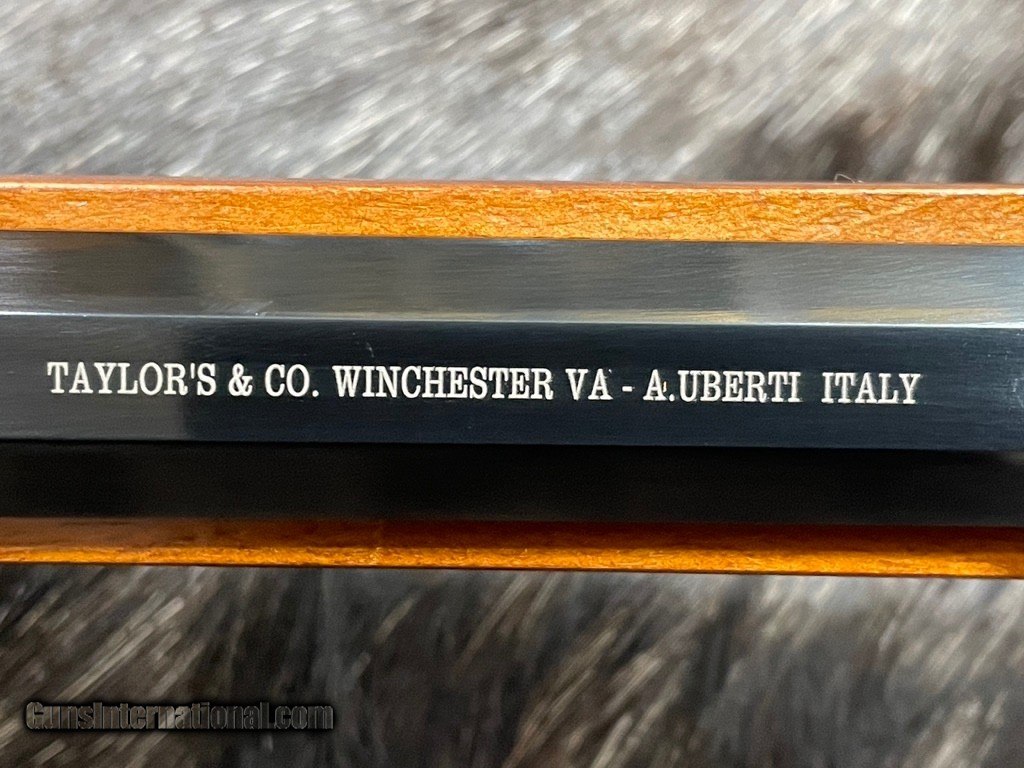 TAYLOR'S & CO. WINCHESTER VA - A.UBERTI ITALY
GunsInternational.com